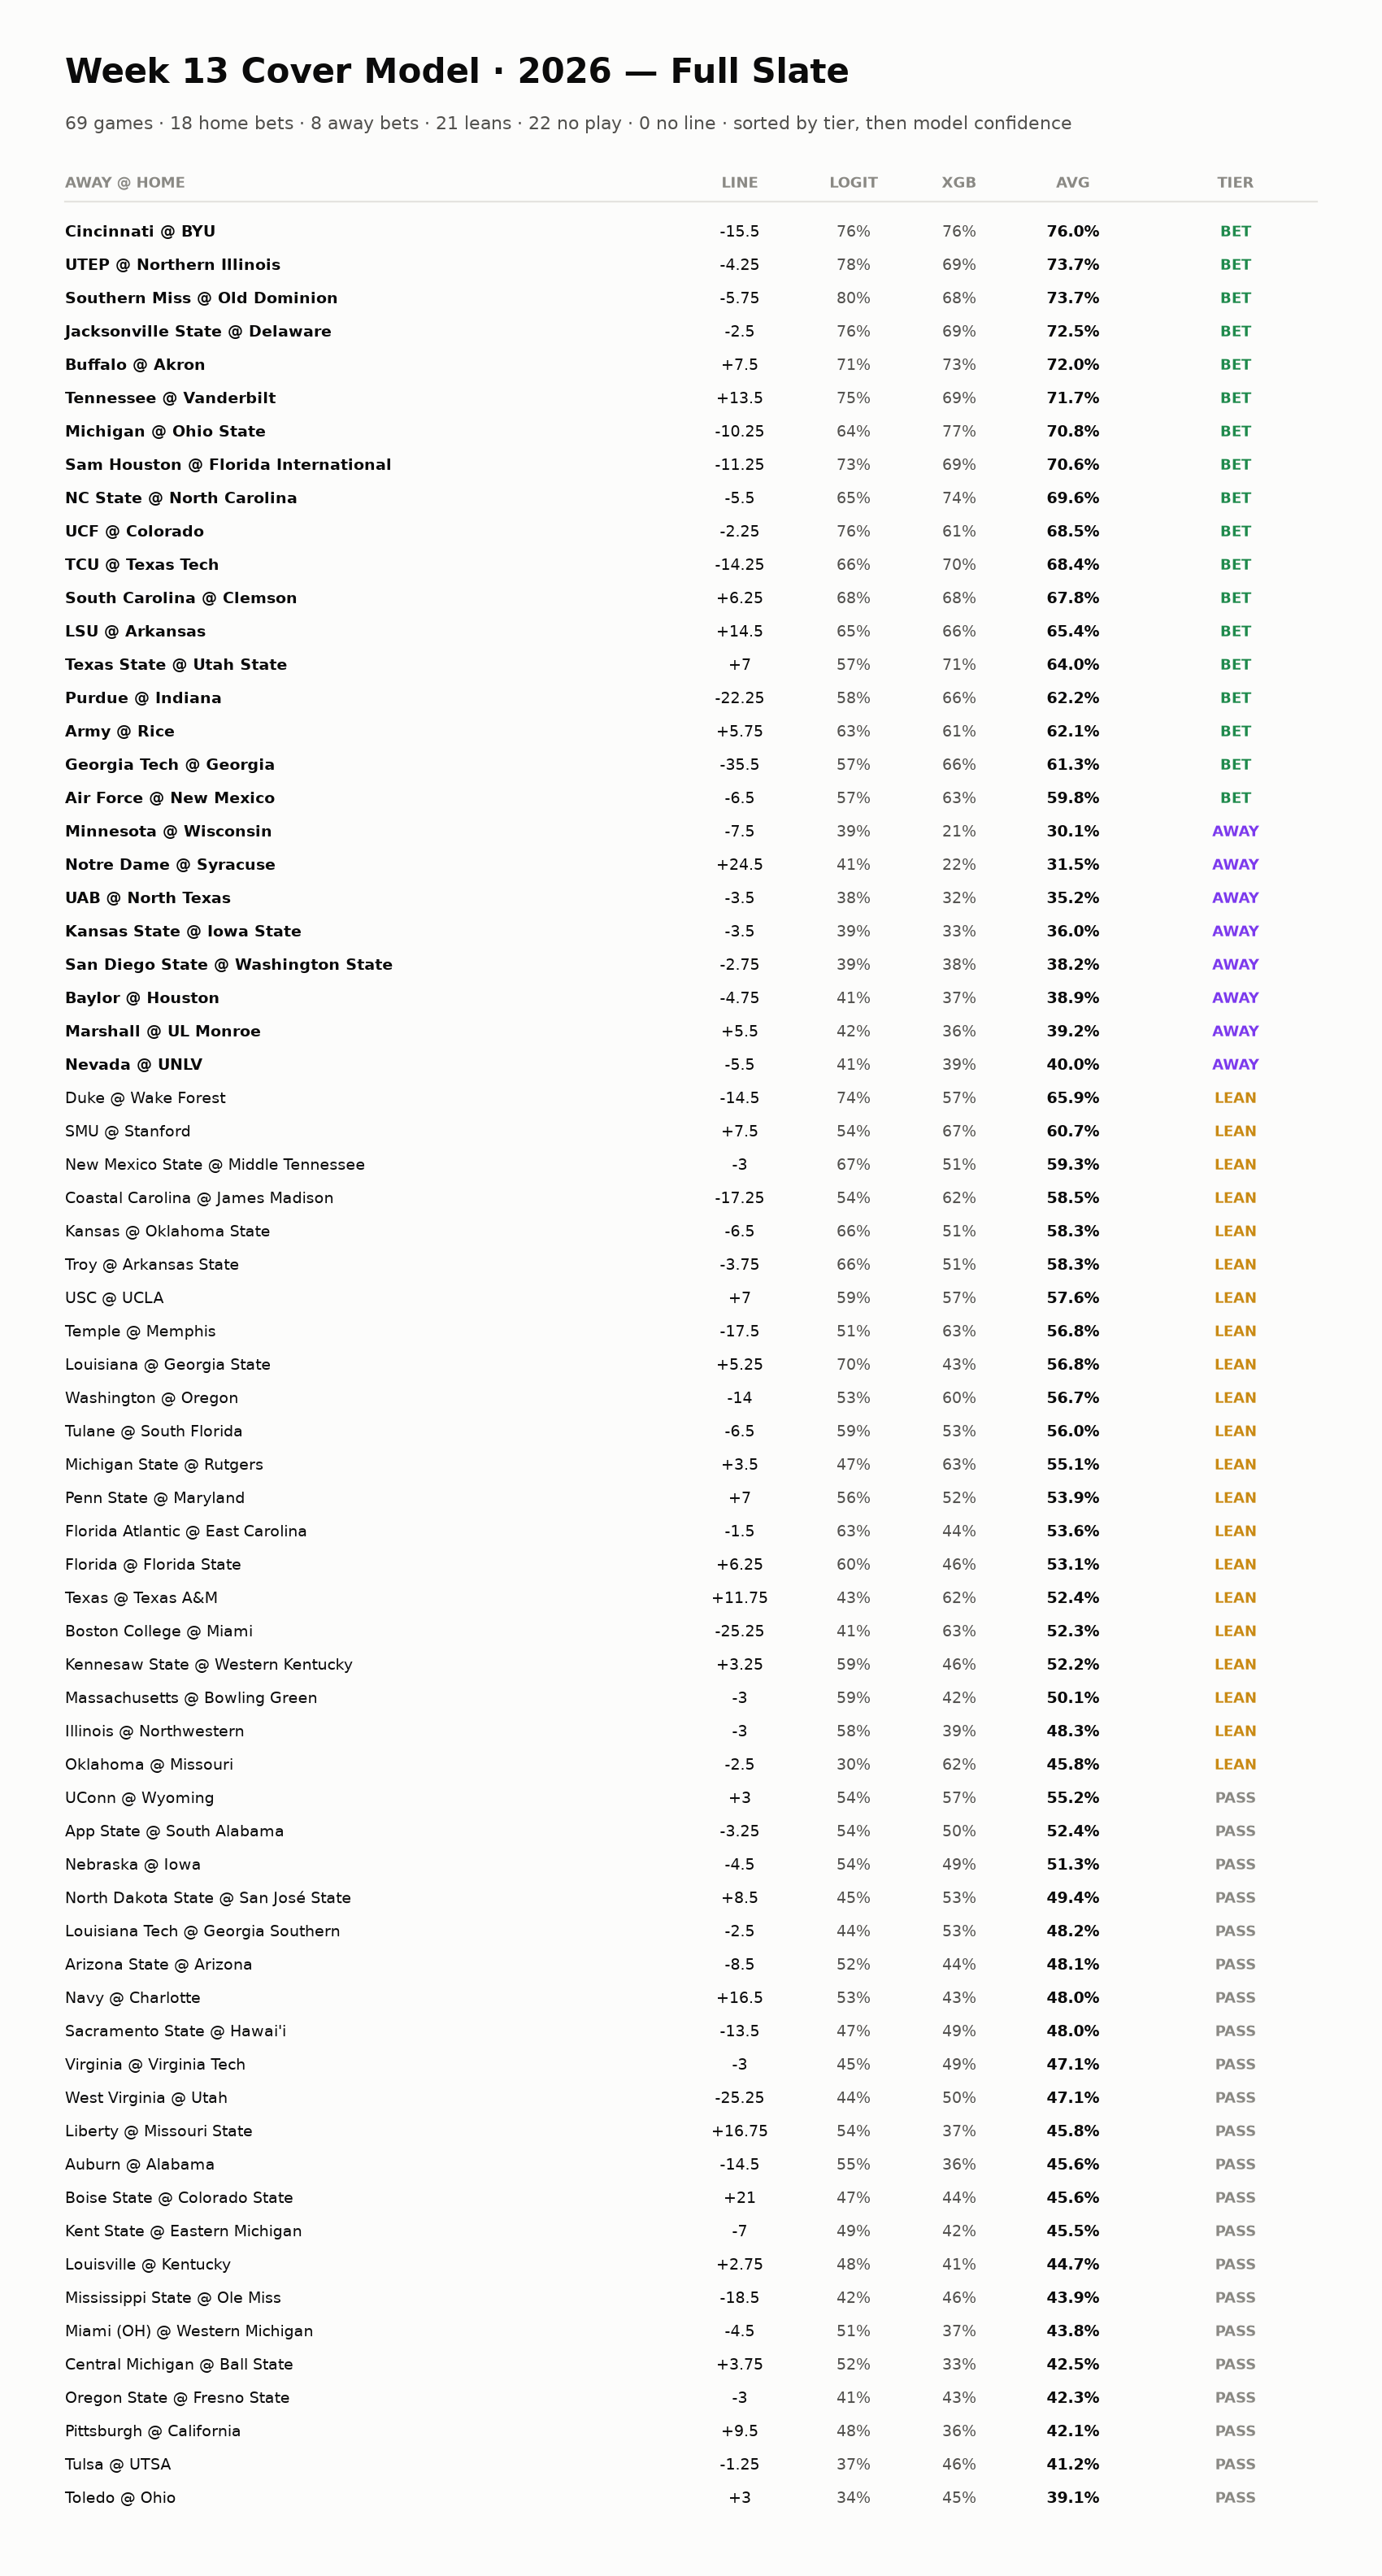 Week 13 Cover Model · 2026 — Full Slate
69 games · 18 home bets · 8 away bets · 21 leans · 22 no play · 0 no line · sorted by tier, then model confidence
AWAY @ HOME LINE LOGIT XGB AVG TIER
Cincinnati @ BYU -15.5 76% 76% 76.0% BET
UTEP @ Northern Illinois -4.25 78% 69% 73.7% BET
Southern Miss @ Old Dominion -5.75 80% 68% 73.7% BET
Jacksonville State @ Delaware -2.5 76% 69% 72.5% BET
Buffalo @ Akron +7.5 71% 73% 72.0% BET
Tennessee @ Vanderbilt +13.5 75% 69% 71.7% BET
Michigan @ Ohio State -10.25 64% 77% 70.8% BET
Sam Houston @ Florida International -11.25 73% 69% 70.6% BET
NC State @ North Carolina -5.5 65% 74% 69.6% BET
UCF @ Colorado -2.25 76% 61% 68.5% BET
TCU @ Texas Tech -14.25 66% 70% 68.4% BET
South Carolina @ Clemson +6.25 68% 68% 67.8% BET
LSU @ Arkansas +14.5 65% 66% 65.4% BET
Texas State @ Utah State +7 57% 71% 64.0% BET
Purdue @ Indiana -22.25 58% 66% 62.2% BET
Army @ Rice +5.75 63% 61% 62.1% BET
Georgia Tech @ Georgia -35.5 57% 66% 61.3% BET
Air Force @ New Mexico -6.5 57% 63% 59.8% BET
Minnesota @ Wisconsin -7.5 39% 21% 30.1% AWAY
Notre Dame @ Syracuse +24.5 41% 22% 31.5% AWAY
UAB @ North Texas -3.5 38% 32% 35.2% AWAY
Kansas State @ Iowa State -3.5 39% 33% 36.0% AWAY
San Diego State @ Washington State -2.75 39% 38% 38.2% AWAY
Baylor @ Houston -4.75 41% 37% 38.9% AWAY
Marshall @ UL Monroe +5.5 42% 36% 39.2% AWAY
Nevada @ UNLV -5.5 41% 39% 40.0% AWAY
Duke @ Wake Forest -14.5 74% 57% 65.9% LEAN
SMU @ Stanford +7.5 54% 67% 60.7% LEAN
New Mexico State @ Middle Tennessee -3 67% 51% 59.3% LEAN
Coastal Carolina @ James Madison -17.25 54% 62% 58.5% LEAN
Kansas @ Oklahoma State -6.5 66% 51% 58.3% LEAN
Troy @ Arkansas State -3.75 66% 51% 58.3% LEAN
USC @ UCLA +7 59% 57% 57.6% LEAN
Temple @ Memphis -17.5 51% 63% 56.8% LEAN
Louisiana @ Georgia State +5.25 70% 43% 56.8% LEAN
Washington @ Oregon -14 53% 60% 56.7% LEAN
Tulane @ South Florida -6.5 59% 53% 56.0% LEAN
Michigan State @ Rutgers +3.5 47% 63% 55.1% LEAN
Penn State @ Maryland +7 56% 52% 53.9% LEAN
Florida Atlantic @ East Carolina -1.5 63% 44% 53.6% LEAN
Florida @ Florida State +6.25 60% 46% 53.1% LEAN
Texas @ Texas A&M +11.75 43% 62% 52.4% LEAN
Boston College @ Miami -25.25 41% 63% 52.3% LEAN
Kennesaw State @ Western Kentucky +3.25 59% 46% 52.2% LEAN
Massachusetts @ Bowling Green -3 59% 42% 50.1% LEAN
Illinois @ Northwestern -3 58% 39% 48.3% LEAN
Oklahoma @ Missouri -2.5 30% 62% 45.8% LEAN
UConn @ Wyoming +3 54% 57% 55.2% PASS
App State @ South Alabama -3.25 54% 50% 52.4% PASS
Nebraska @ Iowa -4.5 54% 49% 51.3% PASS
North Dakota State @ San José State +8.5 45% 53% 49.4% PASS
Louisiana Tech @ Georgia Southern -2.5 44% 53% 48.2% PASS
Arizona State @ Arizona -8.5 52% 44% 48.1% PASS
Navy @ Charlotte +16.5 53% 43% 48.0% PASS
Sacramento State @ Hawai'i -13.5 47% 49% 48.0% PASS
Virginia @ Virginia Tech -3 45% 49% 47.1% PASS
West Virginia @ Utah -25.25 44% 50% 47.1% PASS
Liberty @ Missouri State +16.75 54% 37% 45.8% PASS
Auburn @ Alabama -14.5 55% 36% 45.6% PASS
Boise State @ Colorado State +21 47% 44% 45.6% PASS
Kent State @ Eastern Michigan -7 49% 42% 45.5% PASS
Louisville @ Kentucky +2.75 48% 41% 44.7% PASS
Mississippi State @ Ole Miss -18.5 42% 46% 43.9% PASS
Miami (OH) @ Western Michigan -4.5 51% 37% 43.8% PASS
Central Michigan @ Ball State +3.75 52% 33% 42.5% PASS
Oregon State @ Fresno State -3 41% 43% 42.3% PASS
Pittsburgh @ California +9.5 48% 36% 42.1% PASS
Tulsa @ UTSA -1.25 37% 46% 41.2% PASS
Toledo @ Ohio +3 34% 45% 39.1% PASS